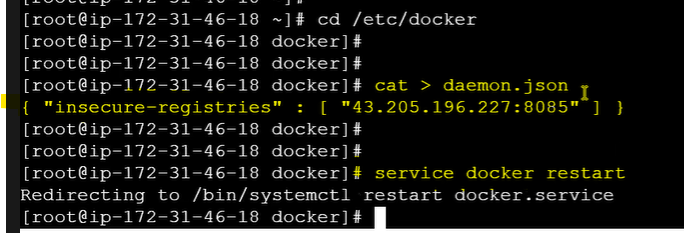 [root@ip-172-31-46-18 ~]# cd /etc/docker
[root@ip-172-31-46-18 docker]#
[root@ip-172-31-46-18 docker]#
[root@ip-172-31-46-18 docker]# cat > daemon.json
{ "insecure-registries" : [ "43.205.196.227:8085" ] }
[root@ip-172-31-46-18 docker]#
[root@ip-172-31-46-18 docker]#
[root@ip-172-31-46-18 docker]# service docker restart
Redirecting to /bin/systemctl restart docker.service
[root@ip-172-31-46-18 docker]#